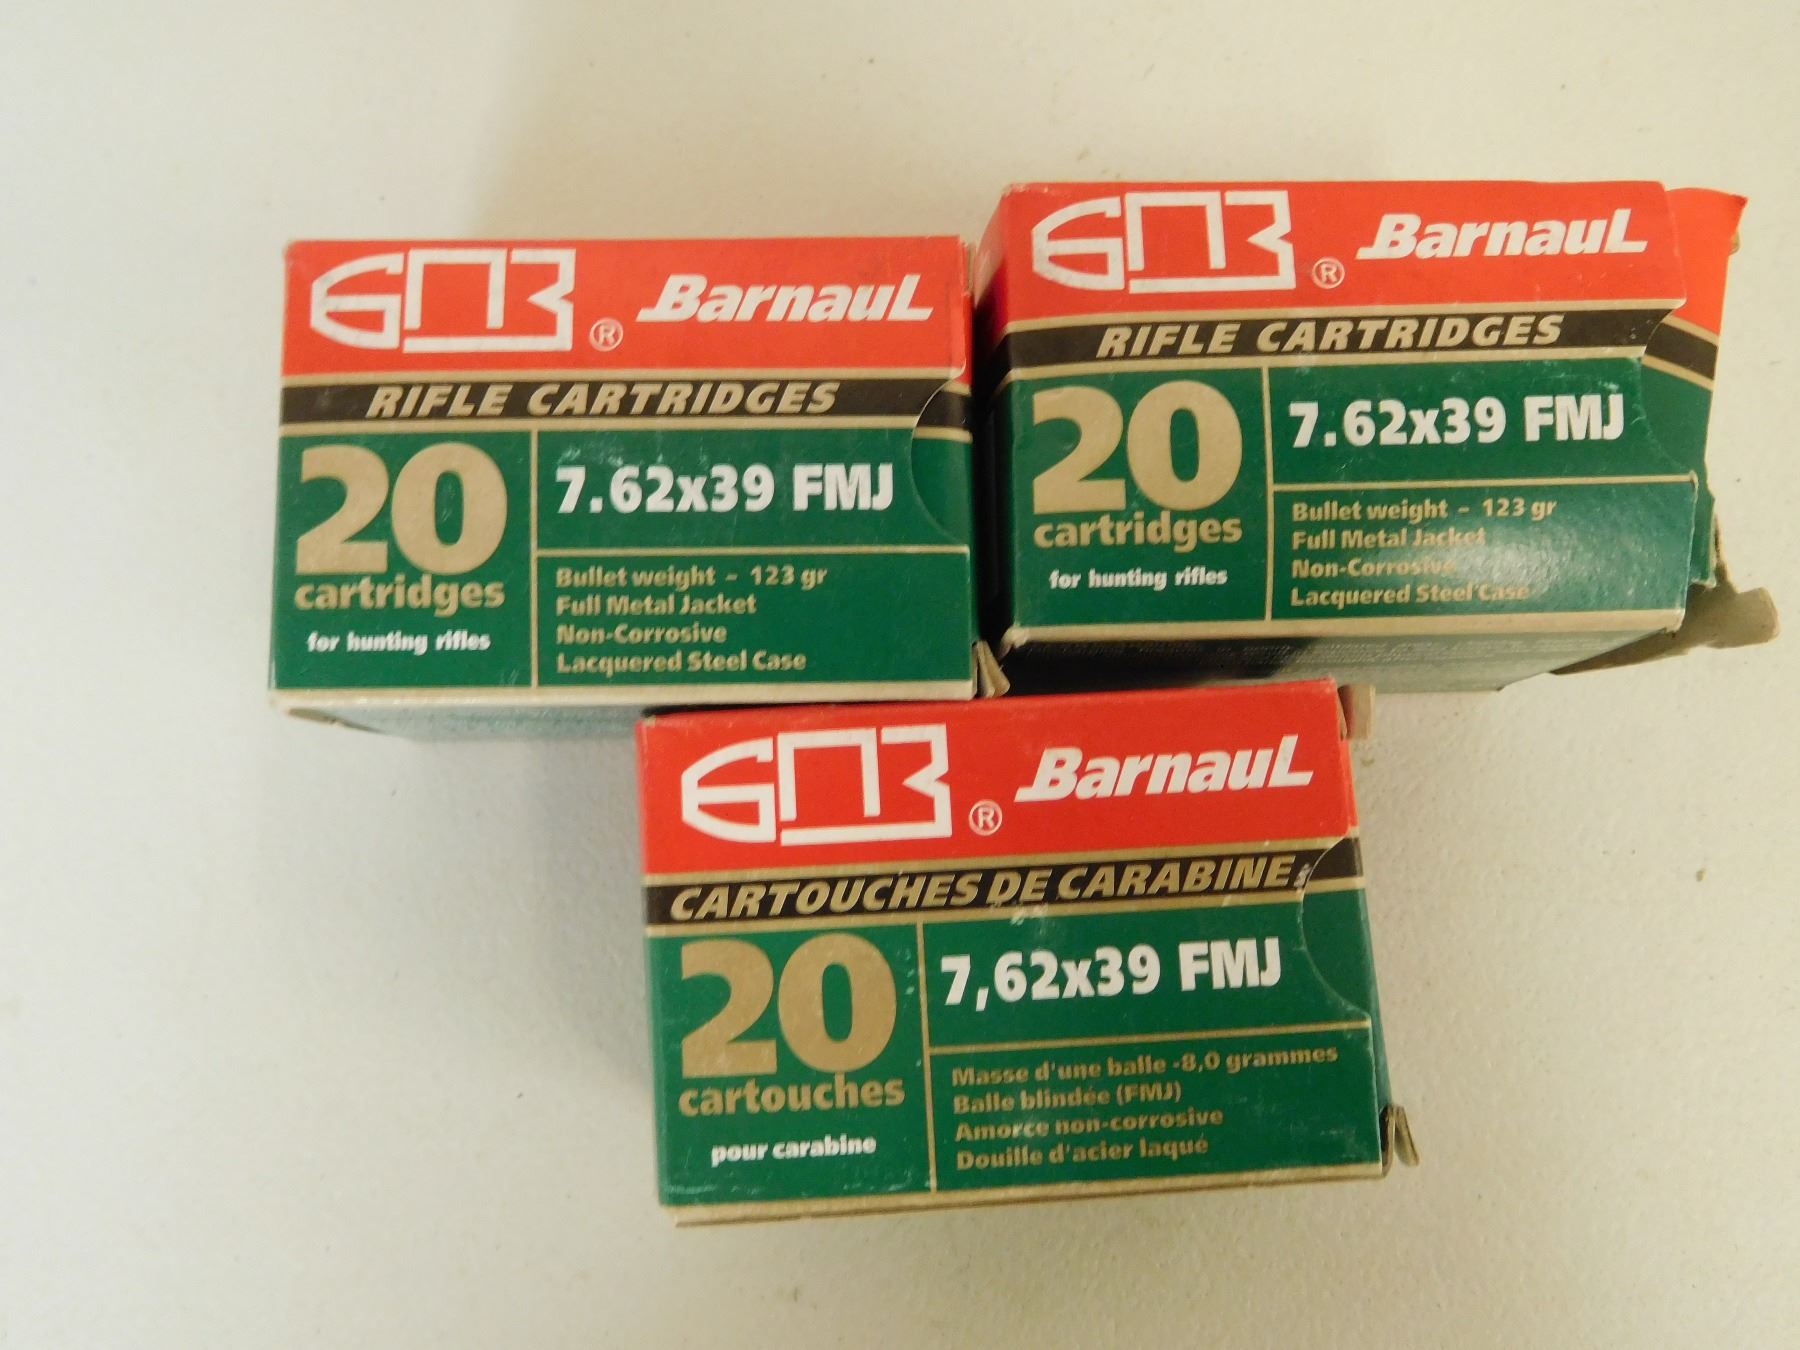 БПЗ ® Barnaul
RIFLE CARTRIDGES
20
cartridges
for hunting rifles
7.62x39 FMJ
Bullet weight - 123 gr
Full Metal Jacket
Non-Corrosive
Lacquered Steel Case
БПЗ ® Barnaul
RIFLE CARTRIDGES
20
cartridges
for hunting rifles
7.62x39 FMJ
Bullet weight - 123 gr
Full Metal Jacket
Non-Corrosive
Lacquered Steel Case
БПЗ ® Barnaul
CARTOUCHES DE CARABINE
20
cartouches
pour carabine
7,62x39 FMJ
Masse d'une balle -8,0 grammes
Balle blindée (FMJ)
Amorce non-corrosive
Douille d'acier laqué